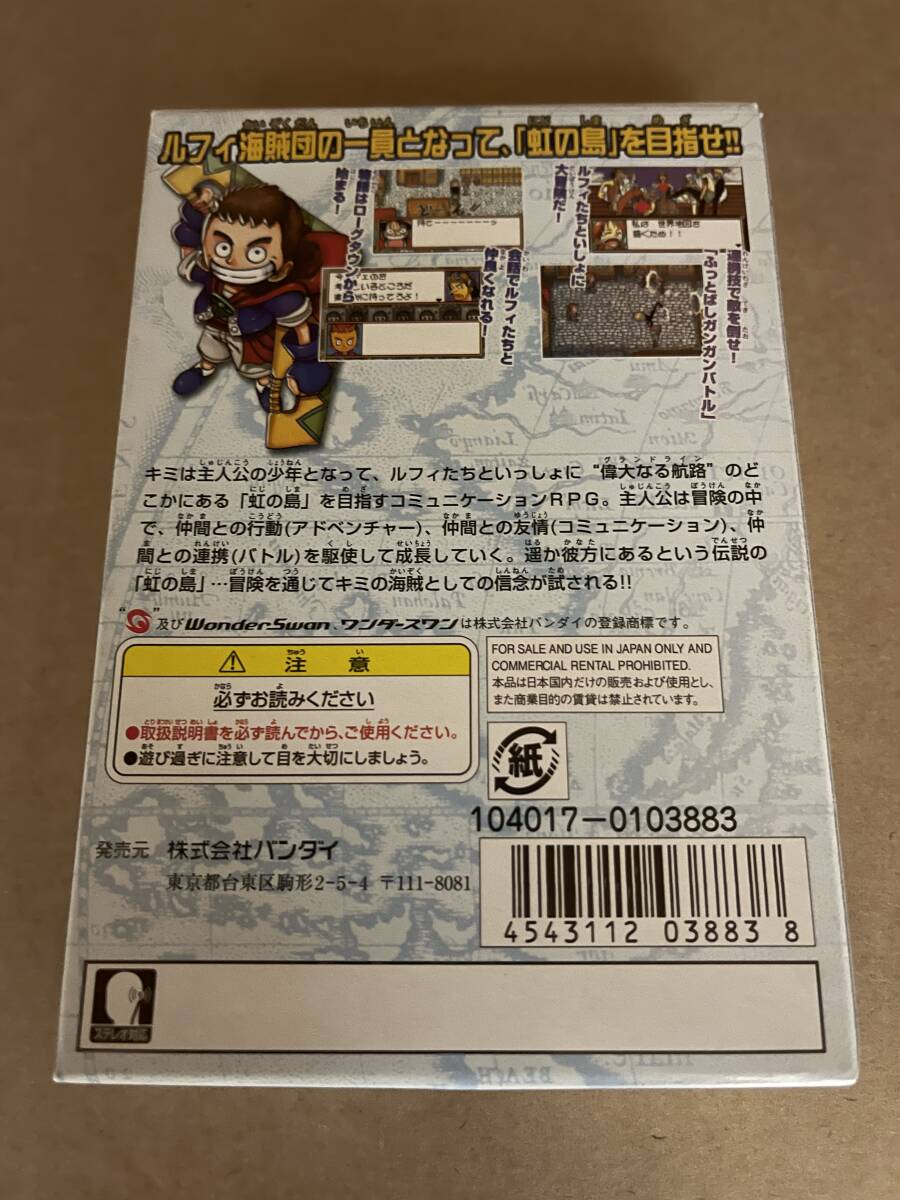 ルフィ海賊団の一員となって、「虹の島」を目指せ!!
物語はローグタウンから
始まる!
ルフィたちといっしょに
大冒険だ!
会話でルフィたちと
仲良くなれる!
連携技で敵を倒せ!
「ぶっとばしガンガンバトル」
私は 世界地図を
描くため!!
キミは主人公の少年となって、ルフィたちといっしょに“偉大なる航路”のど
こかにある「虹の島」を目指すコミュニケーションRPG。主人公は冒険の中
で、仲間との行動(アドベンチャー)、仲間との友情(コミュニケーション)、仲
間との連携(バトル)を駆使して成長していく。遥か彼方にあるという伝説の
「虹の島」…冒険を通じてキミの海賊としての信念が試される!!
及びWonderSwan ワンダースワンは株式会社バンダイの登録商標です。
注意
必ずお読みください
●取扱説明書を必ず読んでから、ご使用ください。
●遊び過ぎに注意して目を大切にしましょう。
FOR SALE AND USE IN JAPAN ONLY AND
COMMERCIAL RENTAL PROHIBITED.
本品は日本国内だけの販売および使用とし、
また商業目的の賃貸は禁止されています。
紙
104017-0103883
発売元 株式会社バンダイ
東京都台東区駒形2-5-4 〒111-8081
4543112 03883 8
ステレオ対応